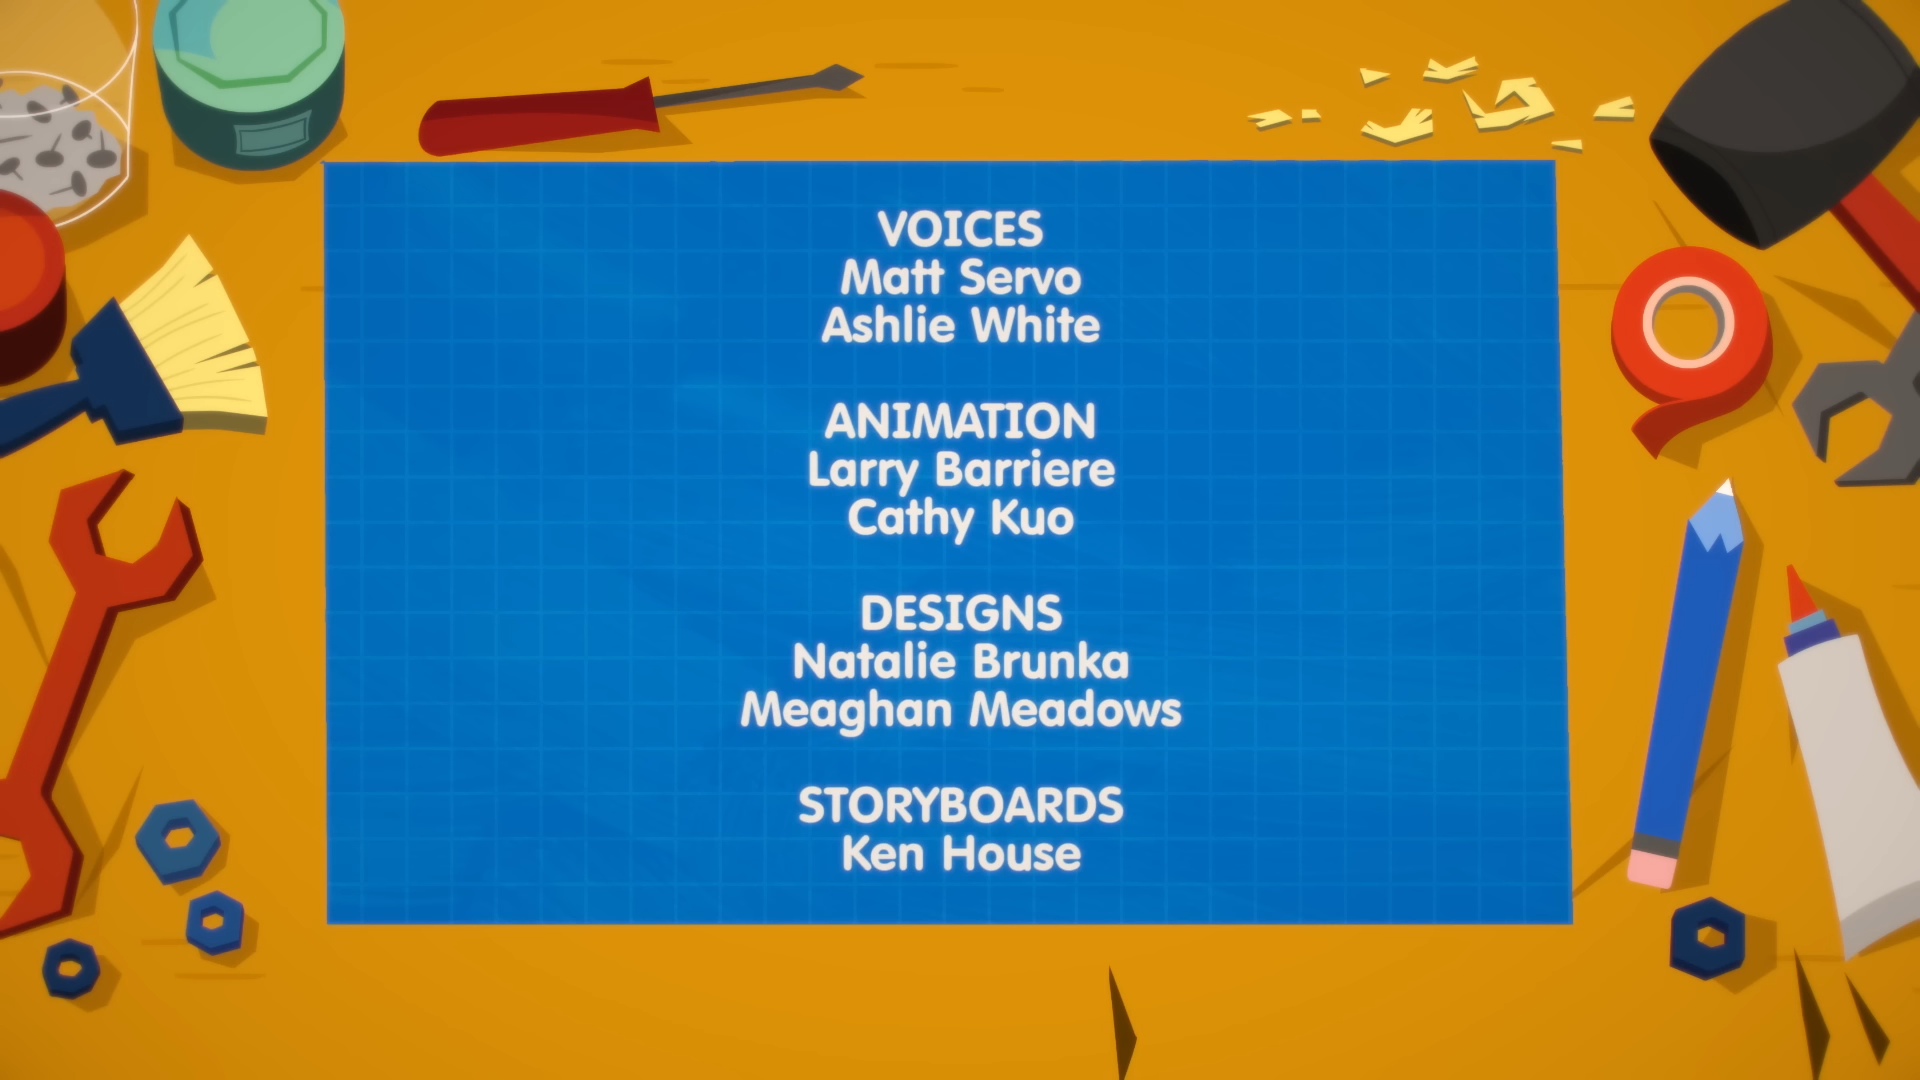 VOICES
Matt Servo
Ashlie White
ANIMATION
Larry Barriere
Cathy Kuo
DESIGNS
Natalie Brunka
Meaghan Meadows
STORYBOARDS
Ken House